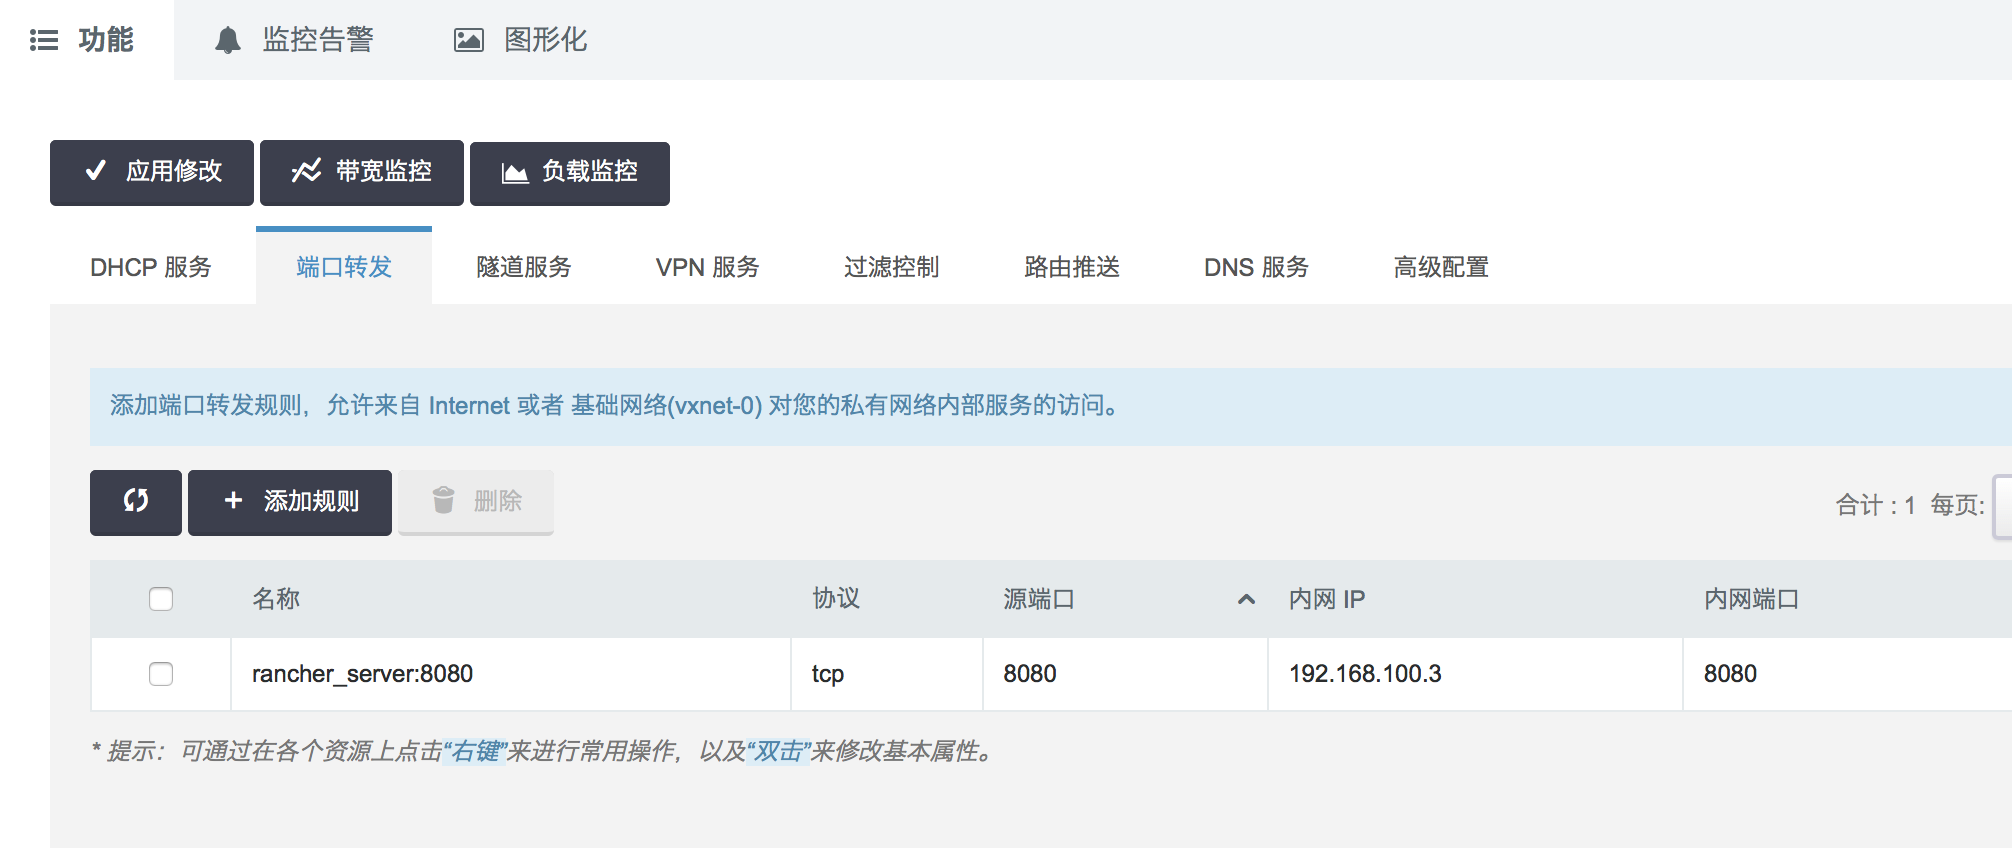 功能 监控告警 图形化
应用修改 带宽监控 负载监控
DHCP 服务 端口转发 隧道服务 VPN 服务 过滤控制 路由推送 DNS 服务 高级配置
添加端口转发规则，允许来自 Internet 或者 基础网络(vxnet-0) 对您的私有网络内部服务的访问。
添加规则 删除 合计 : 1 每页:
名称 协议 源端口 内网 IP 内网端口
rancher_server:8080 tcp 8080 192.168.100.3 8080
* 提示：可通过在各个资源上点击“右键”来进行常用操作，以及“双击”来修改基本属性。